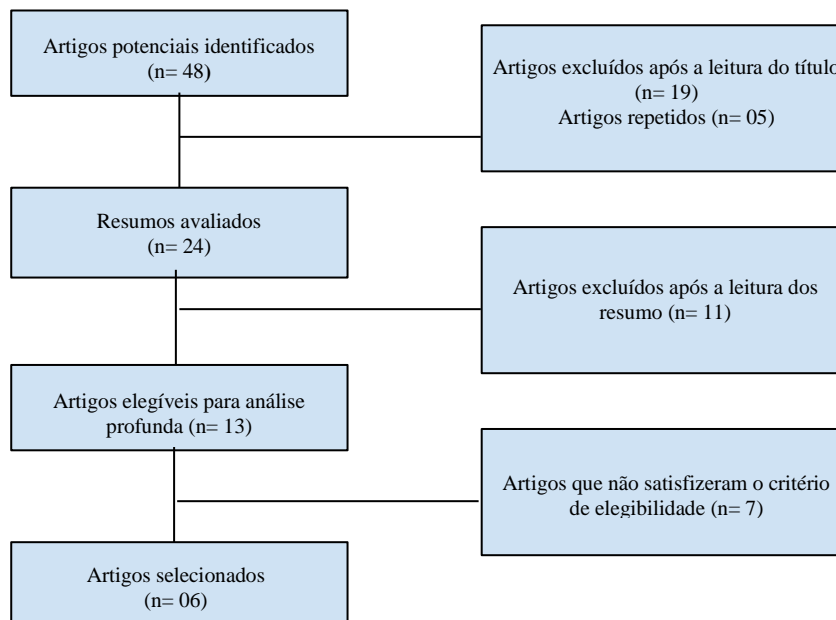 Artigos potenciais identificados
(n= 48)
Artigos excluídos após a leitura do título
(n= 19)
Artigos repetidos (n= 05)
Resumos avaliados
(n= 24)
Artigos excluídos após a leitura dos
resumo (n= 11)
Artigos elegíveis para análise
profunda (n= 13)
Artigos que não satisfizeram o critério
de elegibilidade (n= 7)
Artigos selecionados
(n= 06)